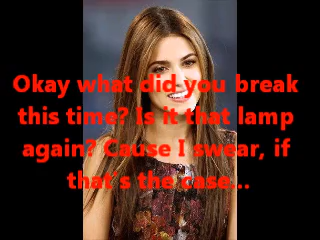 Okay what did you break
this time? Is it that lamp
again? Cause I swear, if
that's the case...